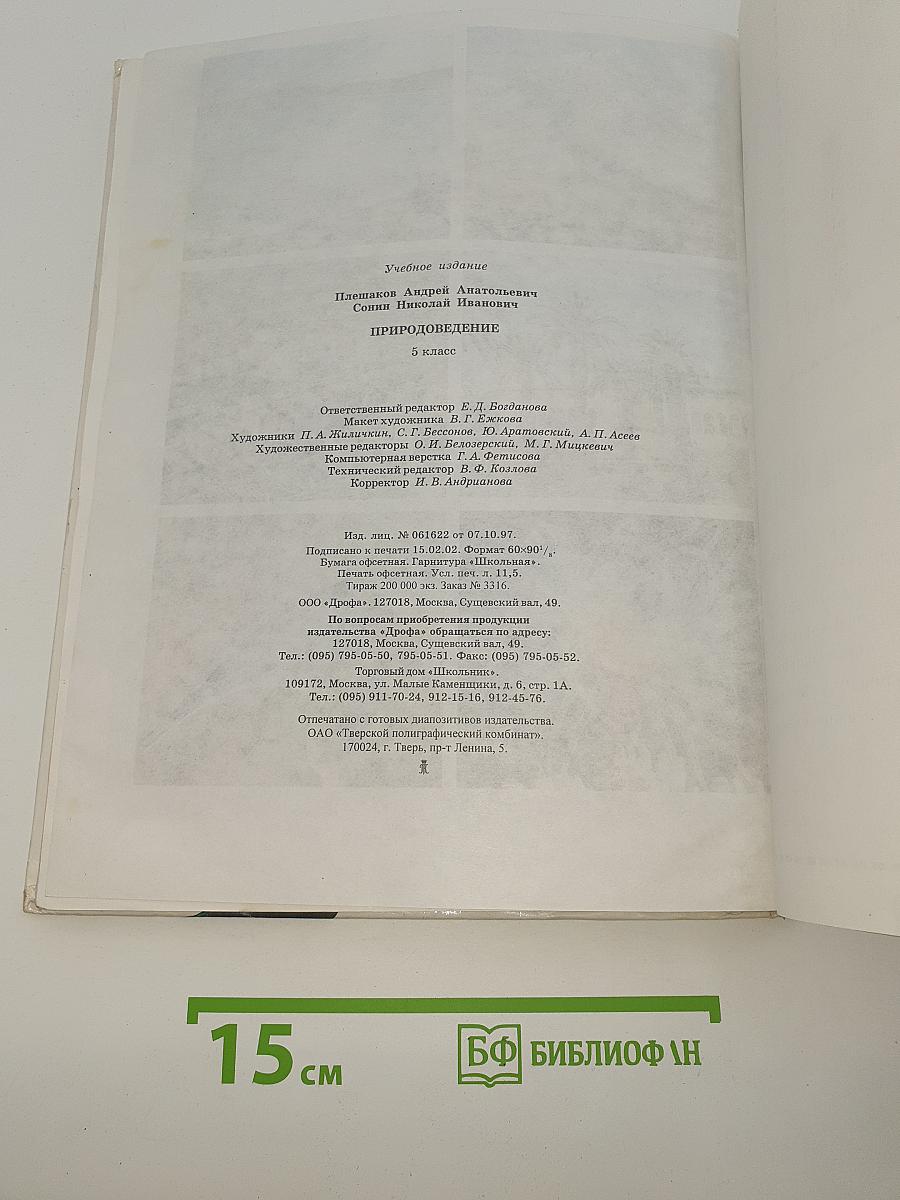 Учебное издание
Плешаков Андрей Анатольевич
Сонин Николай Иванович
ПРИРОДОВЕДЕНИЕ
5 класс
Ответственный редактор Е. Д. Богданова
Макет художника В. Г. Ежкова
Художники П. А. Жиличкин, С. Г. Бессонов, Ю. Аратовский, А. П. Асеев
Художественные редакторы О. И. Белозерский, М. Г. Мицкевич
Компьютерная верстка Г. А. Фетисова
Технический редактор В. Ф. Козлова
Корректор И. В. Андрианова
Изд. лиц. № 061622 от 07.10.97.
Подписано к печати 15.02.02. Формат 60×90¹/₈.
Бумага офсетная. Гарнитура «Школьная».
Печать офсетная. Усл. печ. л. 11,5.
Тираж 200 000 экз. Заказ № 3316.
ООО «Дрофа». 127018, Москва, Сущевский вал, 49.
По вопросам приобретения продукции
издательства «Дрофа» обращаться по адресу:
127018, Москва, Сущевский вал, 49.
Тел.: (095) 795-05-50, 795-05-51. Факс: (095) 795-05-52.
Торговый дом «Школьник».
109172, Москва, ул. Малые Каменщики, д. 6, стр. 1А.
Тел.: (095) 911-70-24, 912-15-16, 912-45-76.
Отпечатано с готовых диапозитивов издательства.
ОАО «Тверской полиграфический комбинат».
170024, г. Тверь, пр-т Ленина, 5.
15 см
БФ БИБЛИОФАН